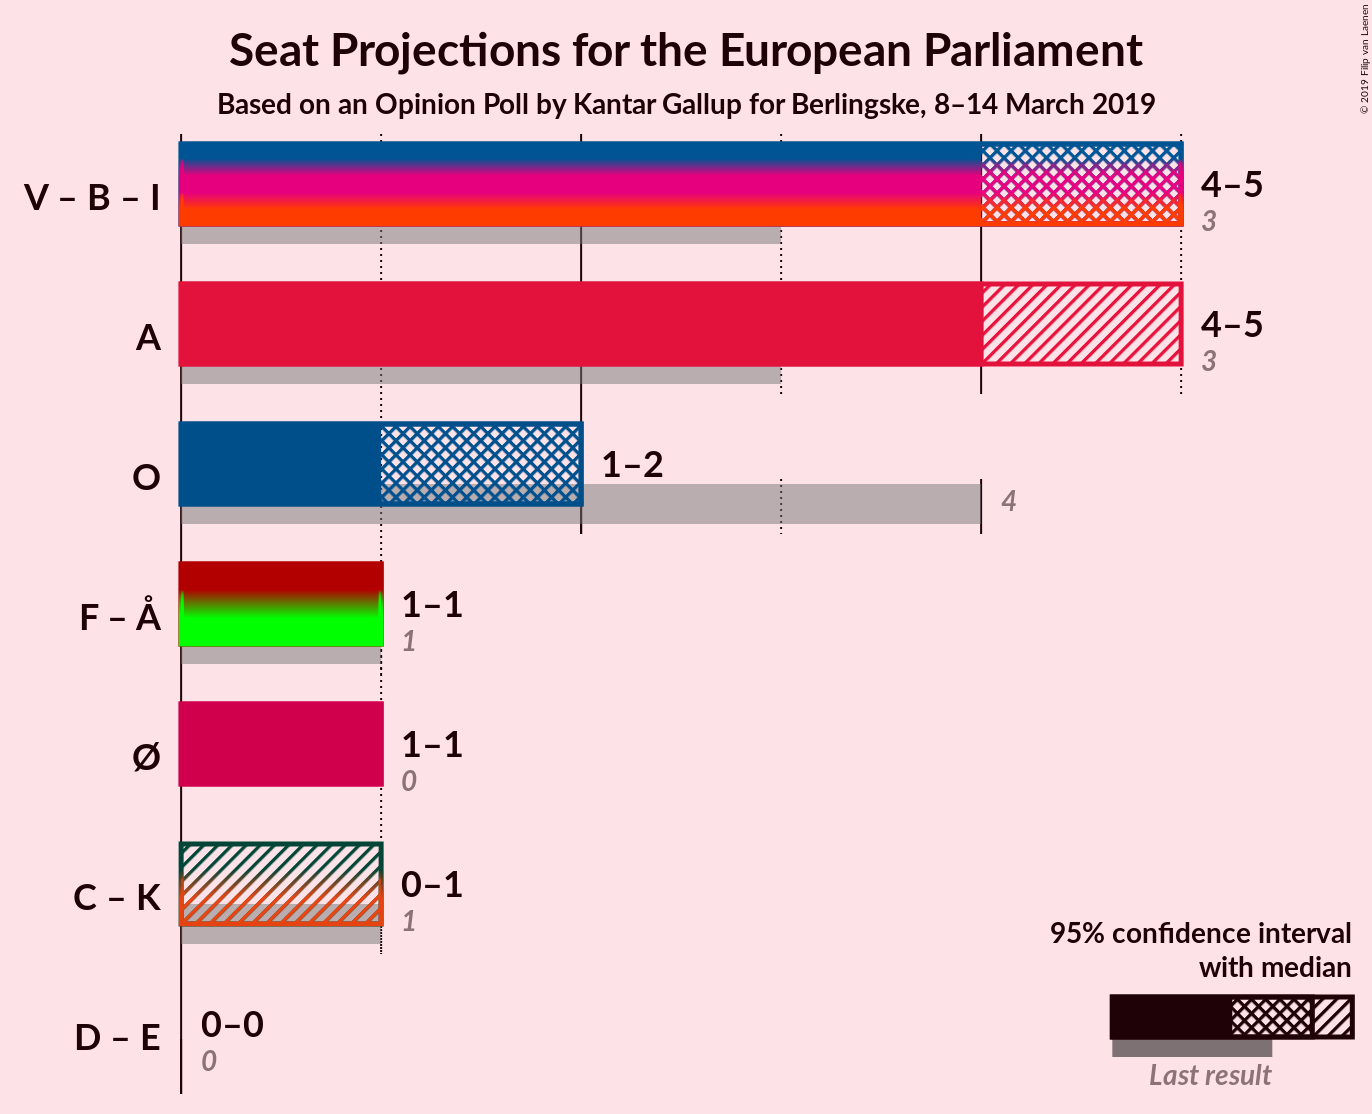 Seat Projections for the European Parliament
Based on an Opinion Poll by Kantar Gallup for Berlingske, 8–14 March 2019
© 2019 Filip van Laenen
V – B – I
4–5
3
A
4–5
3
O
1–2
4
F – Å
1–1
1
Ø
1–1
0
C – K
0–1
1
D – E
0–0
0
95% confidence interval
with median
Last result